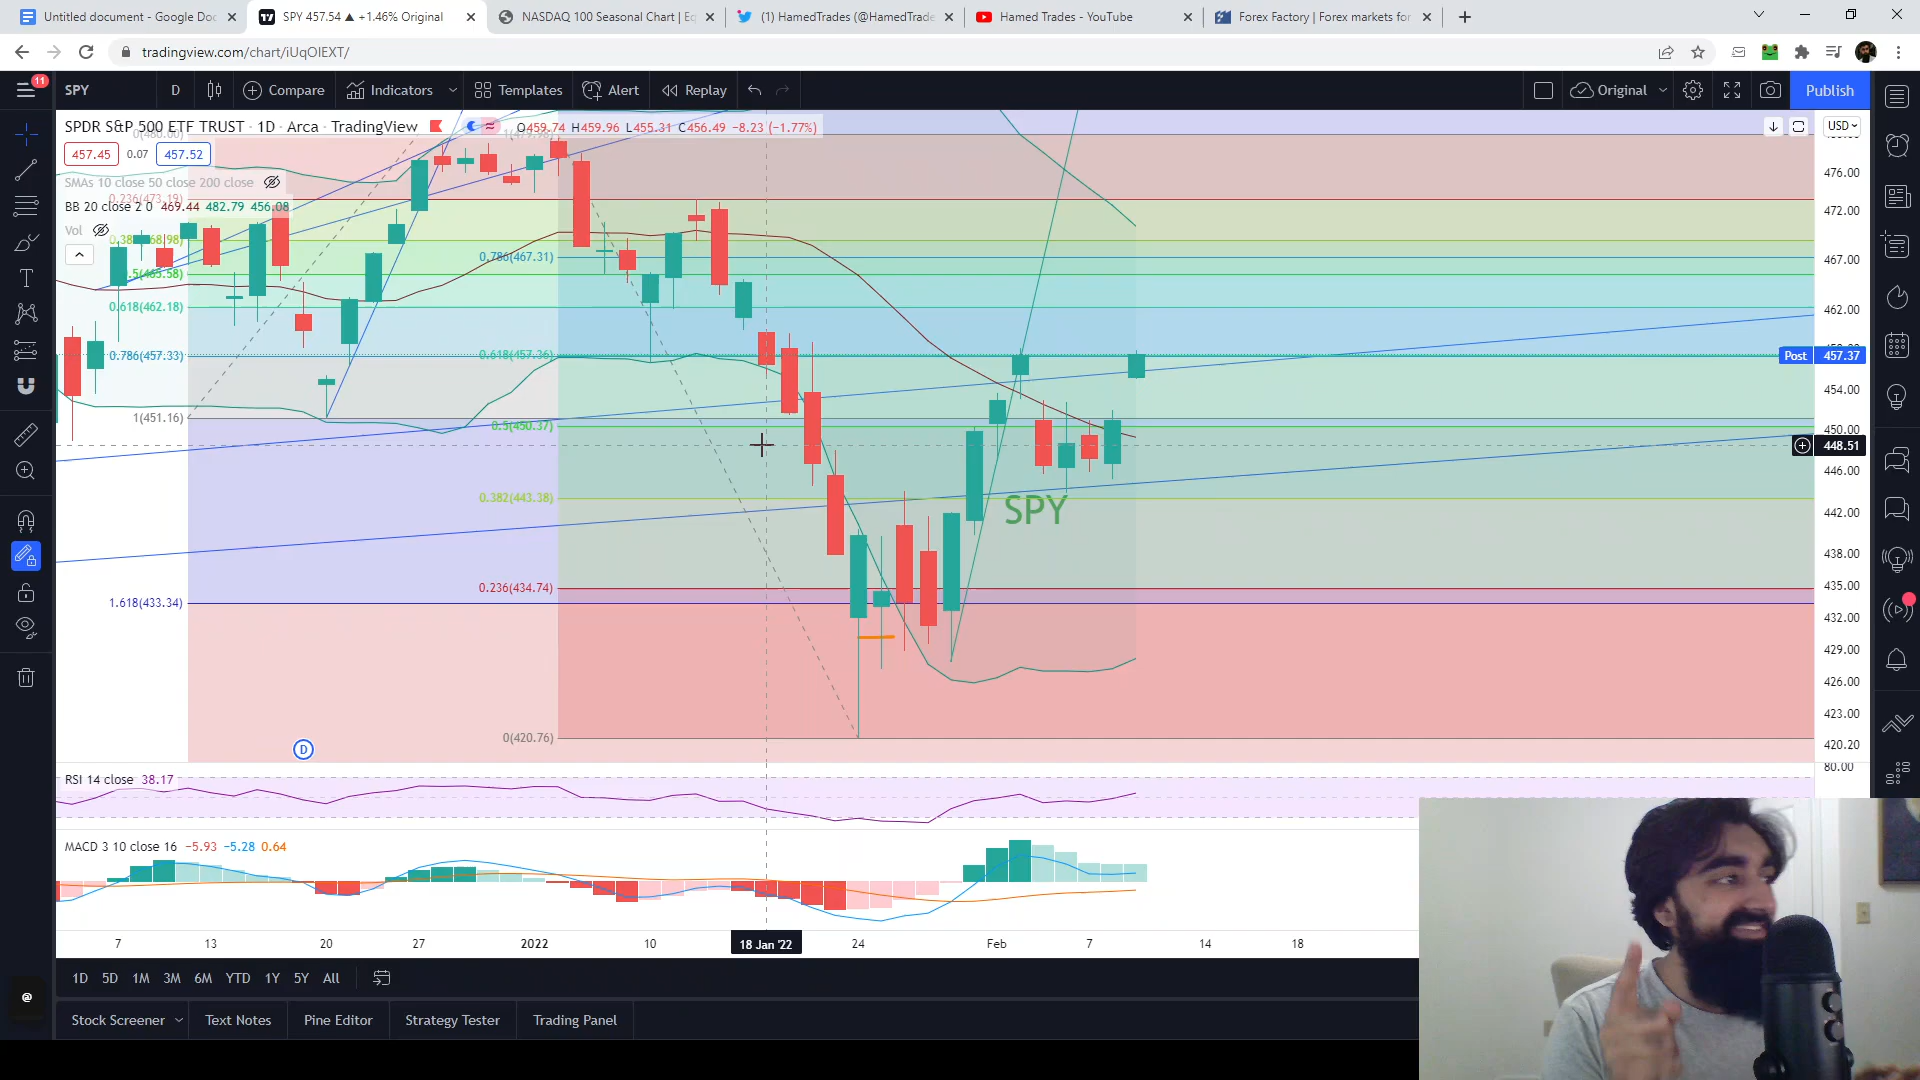 Untitled document - Google Doc
SPY 457.54 ▲ +1.46% Original
NASDAQ 100 Seasonal Chart | Eq
(1) HamedTrades (@HamedTrade
Hamed Trades - YouTube
Forex Factory | Forex markets for
tradingview.com/chart/iUqOIEXT/
11
SPY
D
Compare
Indicators
Templates
Alert
Replay
Original
Publish
SPDR S&P 500 ETF TRUST · 1D · Arca · TradingView
O459.74 H459.96 L455.31 C456.49 −8.23 (−1.77%)
USD
457.45 0.07 457.52
SMAs 10 close 50 close 200 close
0.236(473.19)
BB 20 close 2 0 469.44 482.79 456.08
Vol
0.786(467.31)
0.5(465.58)
0.618(462.18)
0.786(457.33)
0.618(457.36)
1(451.16)
0.5(450.37)
0.382(443.38)
SPY
0.236(434.74)
1.618(433.34)
0(420.76)
D
476.00
472.00
467.00
462.00
Post 457.37
454.00
450.00
448.51
446.00
442.00
438.00
435.00
432.00
429.00
426.00
423.00
420.20
80.00
RSI 14 close 38.17
MACD 3 10 close 16 −5.93 −5.28 0.64
7 13 20 27 2022 10 18 Jan '22 24 Feb 7 14 18
1D 5D 1M 3M 6M YTD 1Y 5Y All
Stock Screener Text Notes Pine Editor Strategy Tester Trading Panel